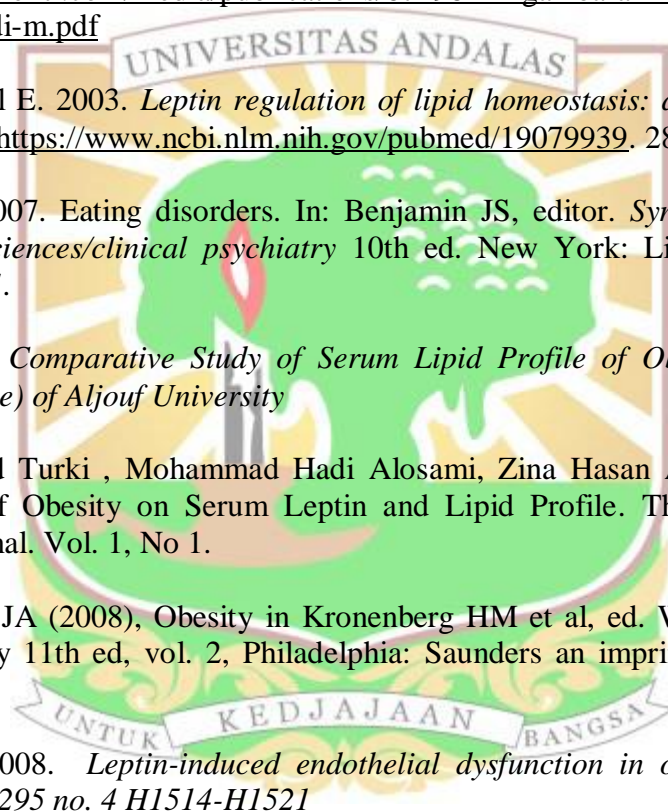 di-m.pdf
UNIVERSITAS ANDALAS
l E. 2003. Leptin regulation of lipid homeostasis:
https://www.ncbi.nlm.nih.gov/pubmed/19079939. 28
007. Eating disorders. In: Benjamin JS, editor. Syn
ciences/clinical psychiatry 10th ed. New York: Li
Comparative Study of Serum Lipid Profile of O
e) of Aljouf University
d Turki , Mohammad Hadi Alosami, Zina Hasan A
f Obesity on Serum Leptin and Lipid Profile. Th
nal. Vol. 1, No 1.
JA (2008), Obesity in Kronenberg HM et al, ed. W
y 11th ed, vol. 2, Philadelphia: Saunders an impri
UNTUK KEDJAJAAN BANGSA
008. Leptin-induced endothelial dysfunction in o
295 no. 4 H1514-H1521